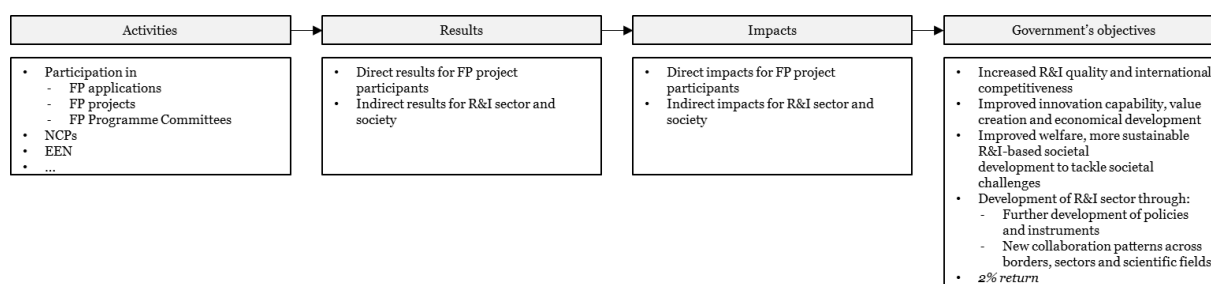 Activities
Results
Impacts
Government's objectives
• Participation in
- FP applications
- FP projects
- FP Programme Committees
• NCPs
• EEN
• ...
• Direct results for FP project
participants
• Indirect results for R&I sector and
society
• Direct impacts for FP project
participants
• Indirect impacts for R&I sector and
society
• Increased R&I quality and international
competitiveness
• Improved innovation capability, value
creation and economical development
• Improved welfare, more sustainable
R&I-based societal
development to tackle societal
challenges
• Development of R&I sector through:
- Further development of policies
and instruments
- New collaboration patterns across
borders, sectors and scientific fields
• 2% return